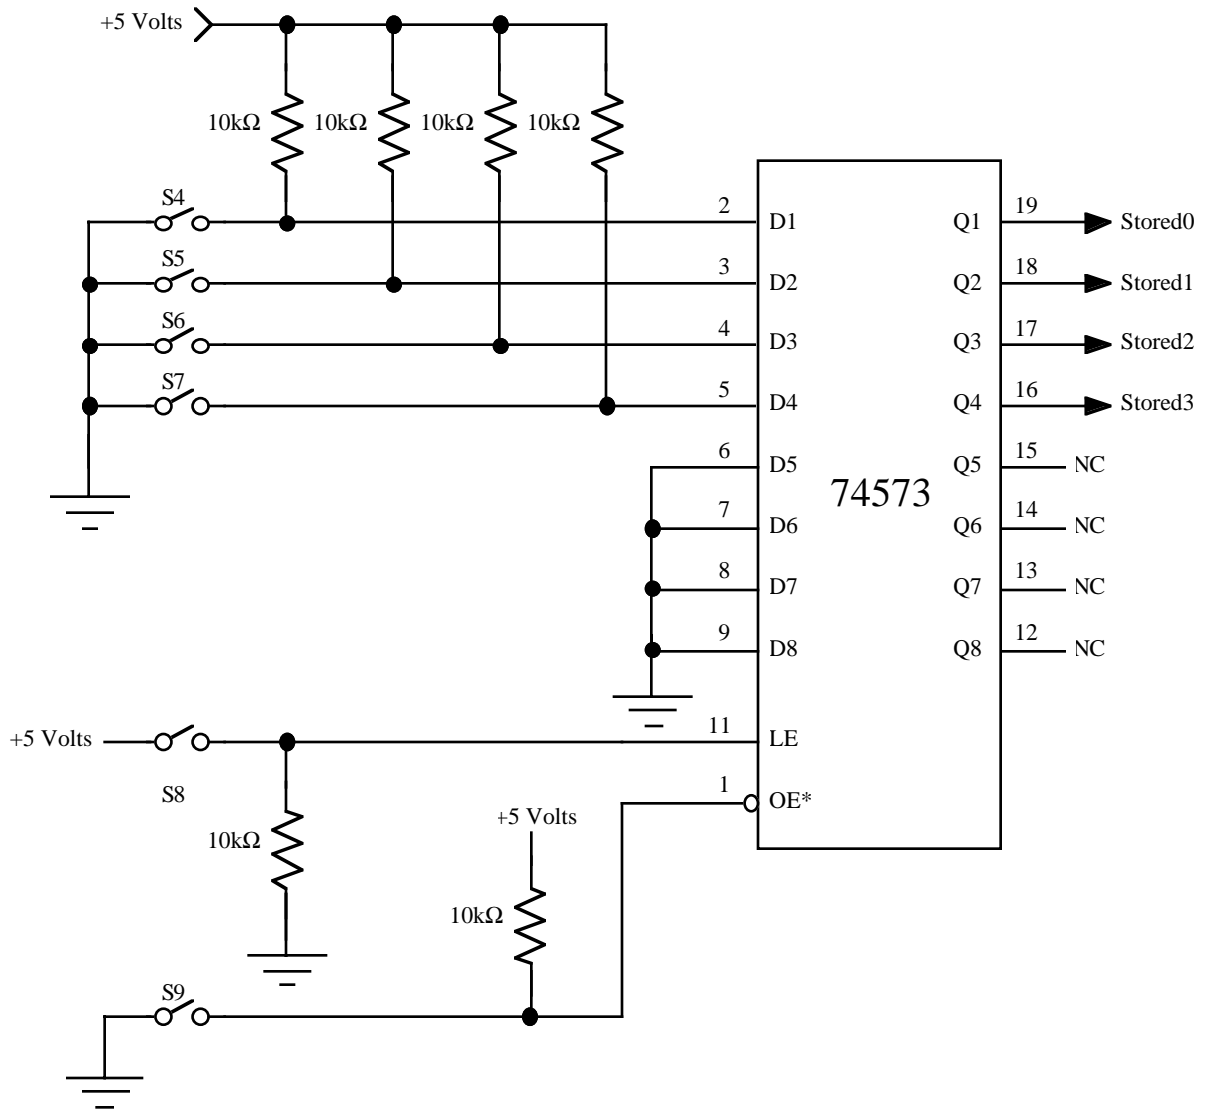 +5 Volts
10kΩ 10kΩ 10kΩ 10kΩ
S4 2 D1 Q1 19 Stored0
S5 3 D2 Q2 18 Stored1
S6 4 D3 Q3 17 Stored2
S7 5 D4 Q4 16 Stored3
6 D5 Q5 15 NC
74573
7 D6 Q6 14 NC
8 D7 Q7 13 NC
9 D8 Q8 12 NC
+5 Volts 11 LE
S8
1 OE*
+5 Volts
10kΩ
10kΩ
S9